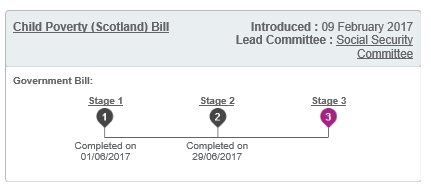 Child Poverty (Scotland) Bill
Introduced : 09 February 2017
Lead Committee : Social Security
Committee
Government Bill:
Stage 1 Stage 2 Stage 3
1 2 3
Completed on Completed on
01/06/2017 29/06/2017